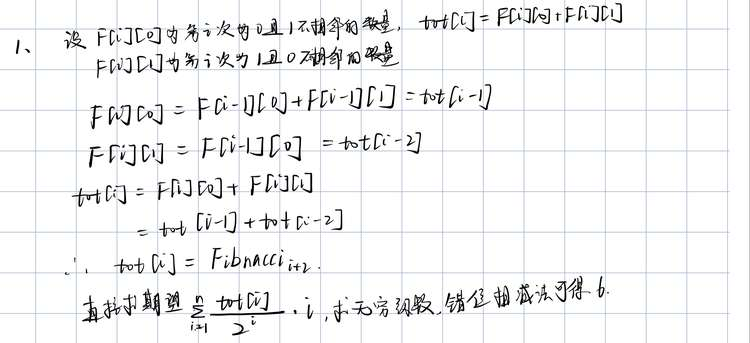 1、 设 F[i][0] 为第 i 次为 0 且 1 不相邻的数量, tot[i] = F[i][0] + F[i][1]
F[i][1] 为第 i 次为 1 且 0 不相邻的数量
F[i][0] = F[i-1][0] + F[i-1][1] = tot[i-1]
F[i][1] = F[i-1][0] = tot[i-2]
tot[i] = F[i][0] + F[i][1]
= tot[i-1] + tot[i-2]
∴ tot[i] = Fibnacci_{i+2}.
直接求期望 \sum_{i=1}^{n} \frac{tot[i]}{2^i} · i, 求无穷级数, 错位相减法可得 6.